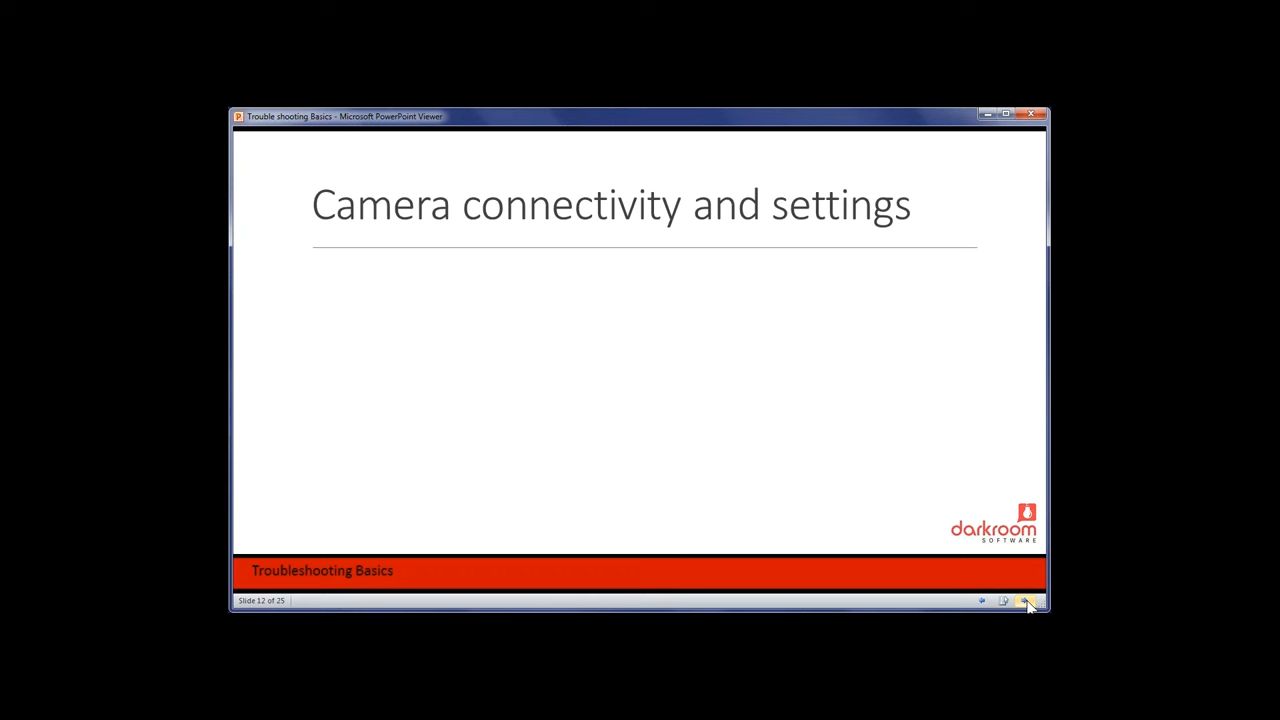 Trouble shooting Basics - Microsoft PowerPoint Viewer
Camera connectivity and settings
darkroom
SOFTWARE
Troubleshooting Basics
Slide 12 of 25